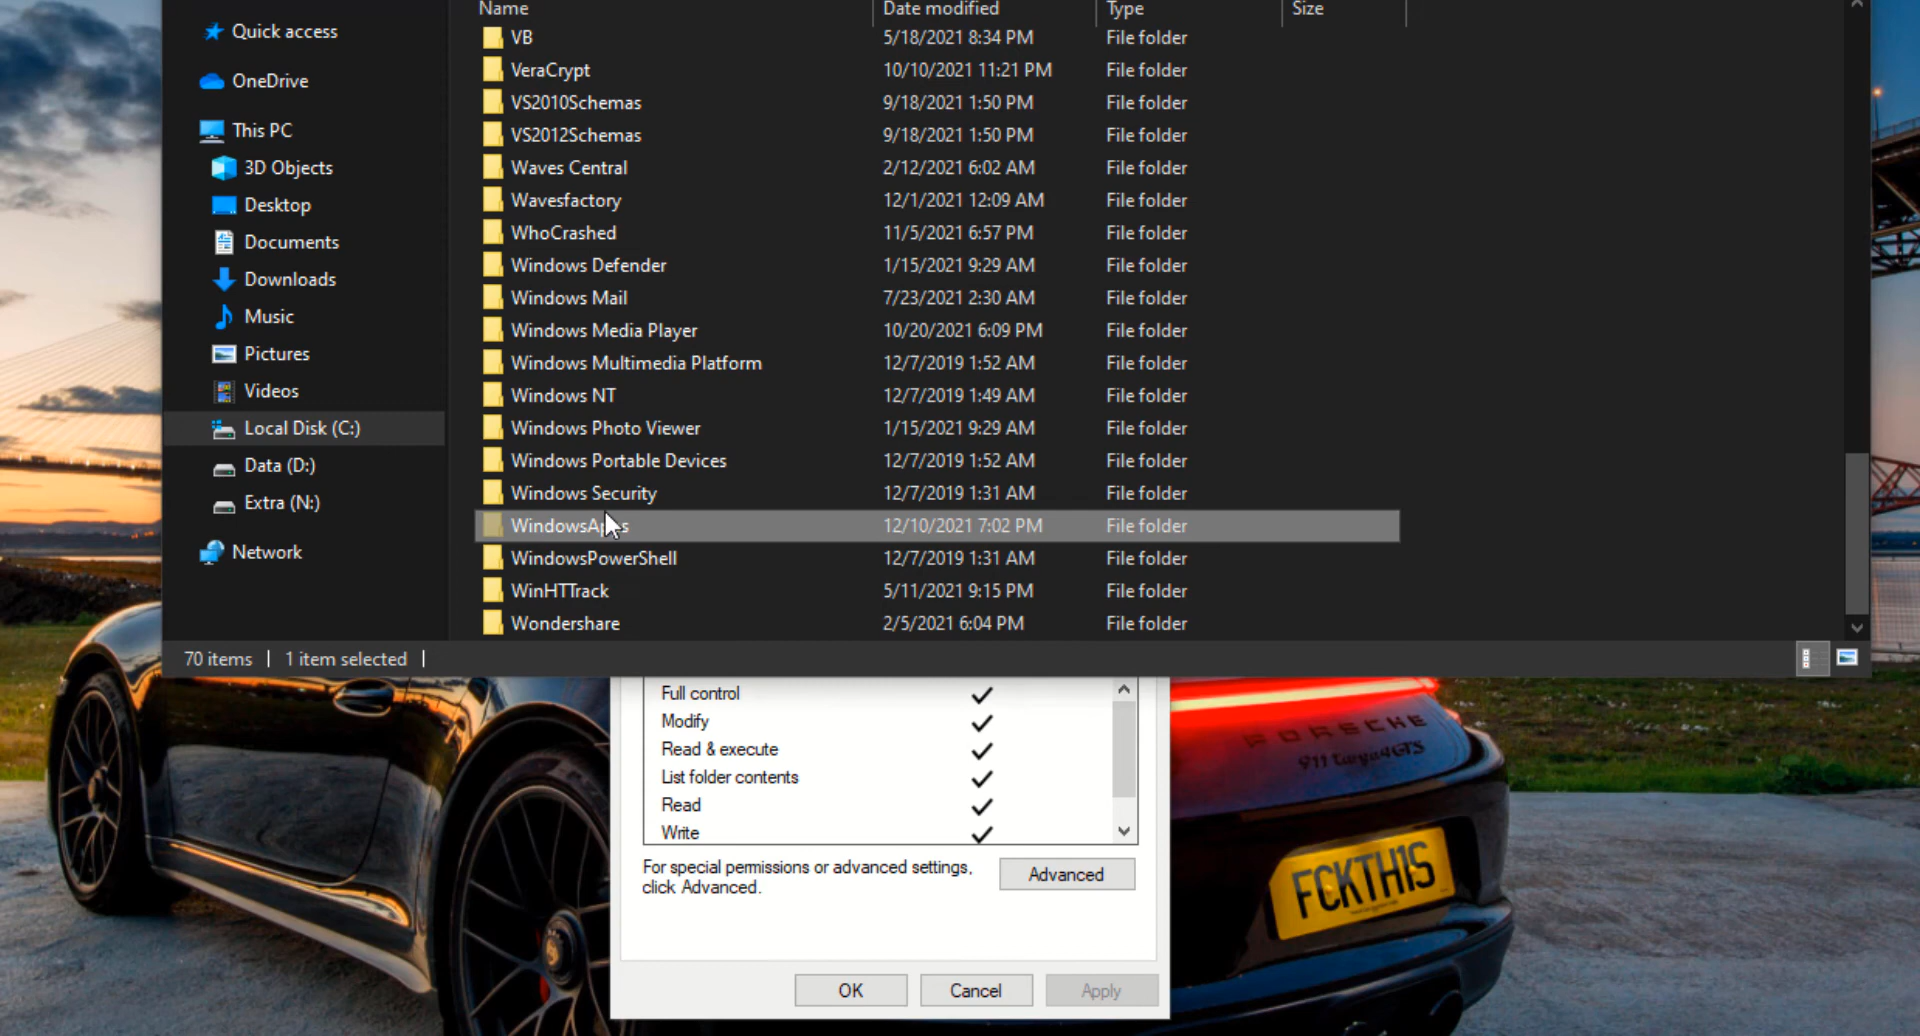 Name Date modified Type Size
Quick access
OneDrive
This PC
3D Objects
Desktop
Documents
Downloads
Music
Pictures
Videos
Local Disk (C:)
Data (D:)
Extra (N:)
Network
VB 5/18/2021 8:34 PM File folder
VeraCrypt 10/10/2021 11:21 PM File folder
VS2010Schemas 9/18/2021 1:50 PM File folder
VS2012Schemas 9/18/2021 1:50 PM File folder
Waves Central 2/12/2021 6:02 AM File folder
Wavesfactory 12/1/2021 12:09 AM File folder
WhoCrashed 11/5/2021 6:57 PM File folder
Windows Defender 1/15/2021 9:29 AM File folder
Windows Mail 7/23/2021 2:30 AM File folder
Windows Media Player 10/20/2021 6:09 PM File folder
Windows Multimedia Platform 12/7/2019 1:52 AM File folder
Windows NT 12/7/2019 1:49 AM File folder
Windows Photo Viewer 1/15/2021 9:29 AM File folder
Windows Portable Devices 12/7/2019 1:52 AM File folder
Windows Security 12/7/2019 1:31 AM File folder
WindowsApps 12/10/2021 7:02 PM File folder
WindowsPowerShell 12/7/2019 1:31 AM File folder
WinHTTrack 5/11/2021 9:15 PM File folder
Wondershare 2/5/2021 6:04 PM File folder
70 items 1 item selected
Full control
Modify
Read & execute
List folder contents
Read
Write
For special permissions or advanced settings,
click Advanced.
Advanced
OK Cancel Apply
PORSCHE
911 targa4GTS
FCKTH1S